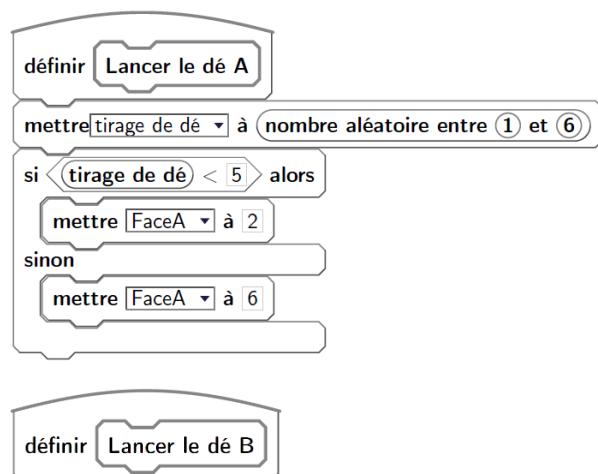 définir Lancer le dé A
mettre tirage de dé à nombre aléatoire entre 1 et 6
si tirage de dé < 5 alors
mettre FaceA à 2
sinon
mettre FaceA à 6
définir Lancer le dé B